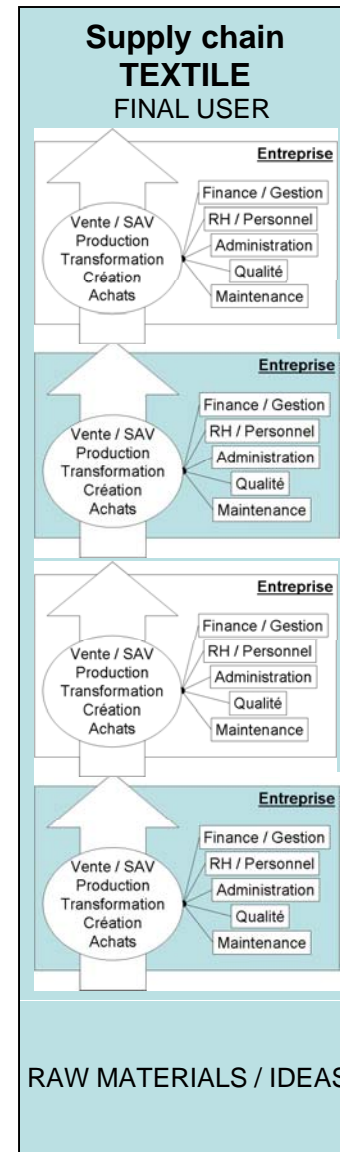 Supply chain
TEXTILE
FINAL USER
Entreprise
Finance / Gestion
RH / Personnel
Administration
Qualité
Maintenance
Vente / SAV
Production
Transformation
Création
Achats
Entreprise
Finance / Gestion
RH / Personnel
Administration
Qualité
Maintenance
Vente / SAV
Production
Transformation
Création
Achats
Entreprise
Finance / Gestion
RH / Personnel
Administration
Qualité
Maintenance
Vente / SAV
Production
Transformation
Création
Achats
Entreprise
Finance / Gestion
RH / Personnel
Administration
Qualité
Maintenance
Vente / SAV
Production
Transformation
Création
Achats
RAW MATERIALS / IDEAS